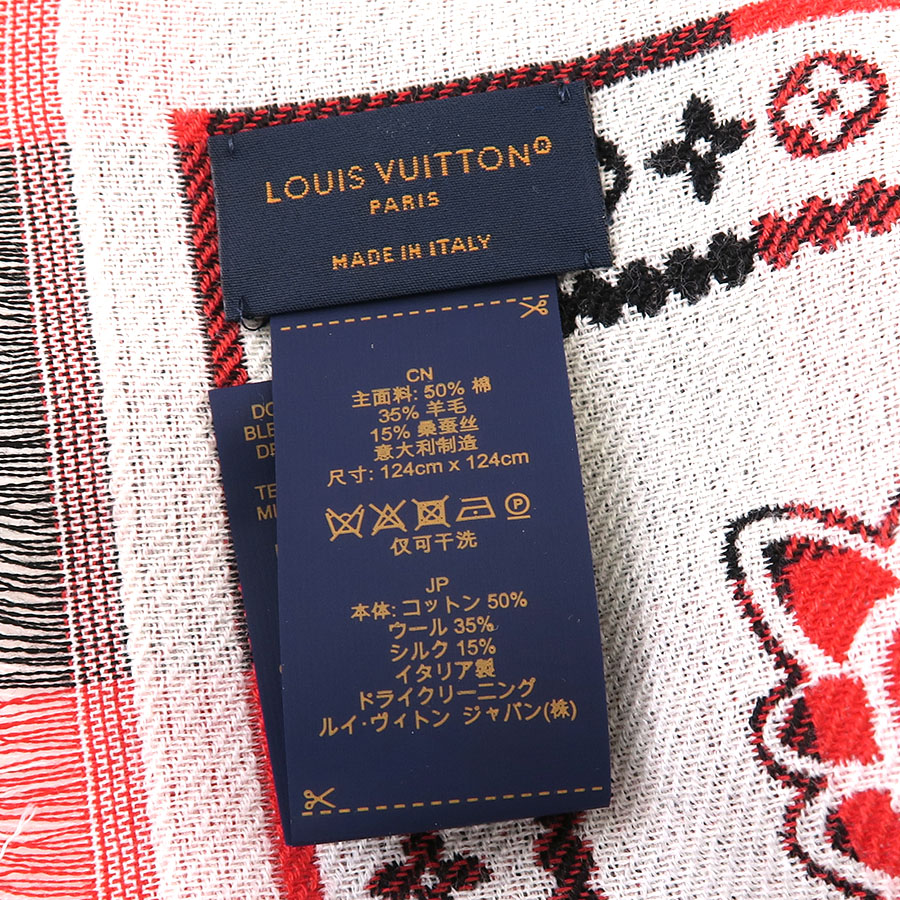 LOUIS VUITTON®
PARIS
MADE IN ITALY
CN
主面料: 50% 棉
35% 羊毛
15% 桑蚕丝
意大利制造
尺寸: 124cm x 124cm
P
仅可干洗
JP
本体: コットン 50%
ウール 35%
シルク 15%
イタリア製
ドライクリーニング
ルイ・ヴィトン ジャパン(株)